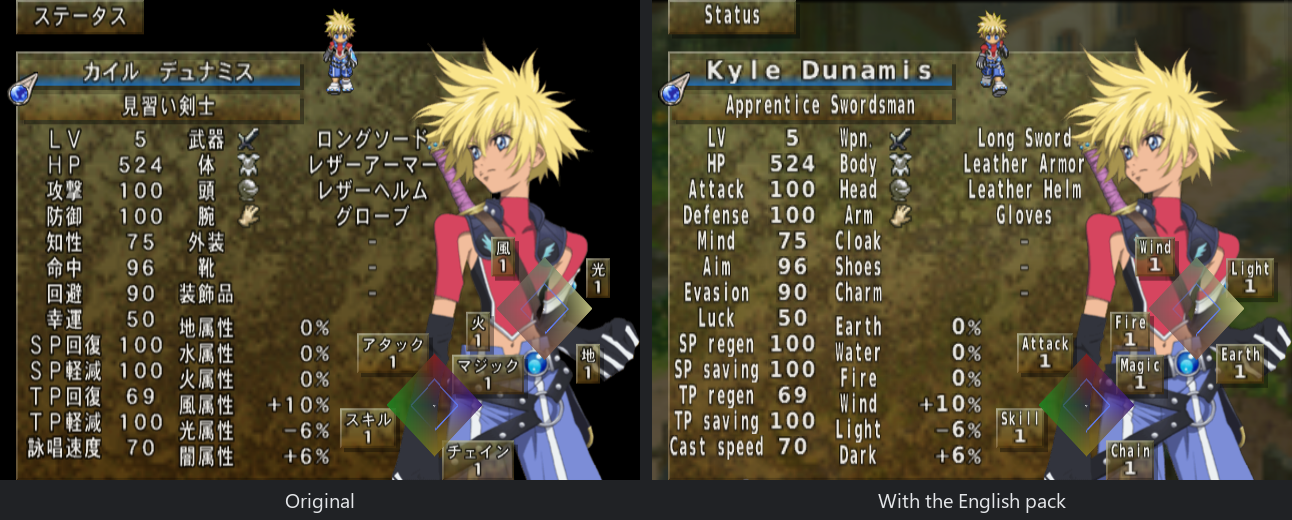 ステータス
カイル デュナミス
見習い剣士
LV 5 武器 ロングソード
HP 524 体 レザーアーマー
攻撃 100 頭 レザーヘルム
防御 100 腕 グローブ
知性 75 外装 -
命中 96 靴 -
回避 90 装飾品 -
幸運 50 地属性 0%
SP回復 100 水属性 0%
SP軽減 100 火属性 0%
TP回復 69 風属性 +10%
TP軽減 100 光属性 -6%
詠唱速度 70 闇属性 +6%
風
1
光
1
火
1
地
1
アタック
1
マジック
1
スキル
1
チェイン
1
Original
Status
Kyle Dunamis
Apprentice Swordsman
LV 5 Wpn. Long Sword
HP 524 Body Leather Armor
Attack 100 Head Leather Helm
Defense 100 Arm Gloves
Mind 75 Cloak -
Aim 96 Shoes -
Evasion 90 Charm -
Luck 50 Earth 0%
SP regen 100 Water 0%
SP saving 100 Fire 0%
TP regen 69 Wind +10%
TP saving 100 Light -6%
Cast speed 70 Dark +6%
Wind
1
Light
1
Fire
1
Earth
1
Attack
1
Magic
1
Skill
1
Chain
1
With the English pack